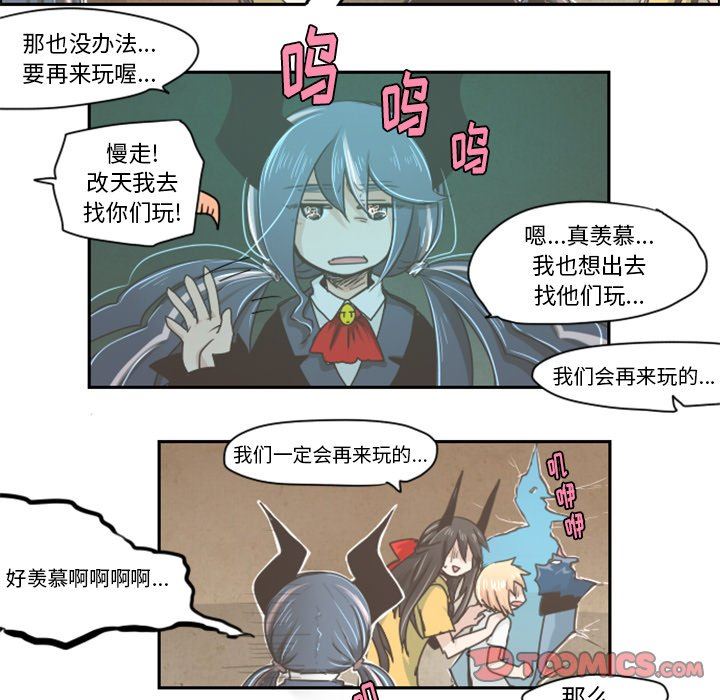 那也没办法...
要再来玩喔...
呜
呜
呜
慢走!
改天我去
找你们玩!
嗯...真羡慕...
我也想出去
找他们玩...
我们会再来玩的...
我们一定会再来玩的...
叽
雷
雷
好羡慕啊啊啊啊...
TOOMICS.COM
呜
那么